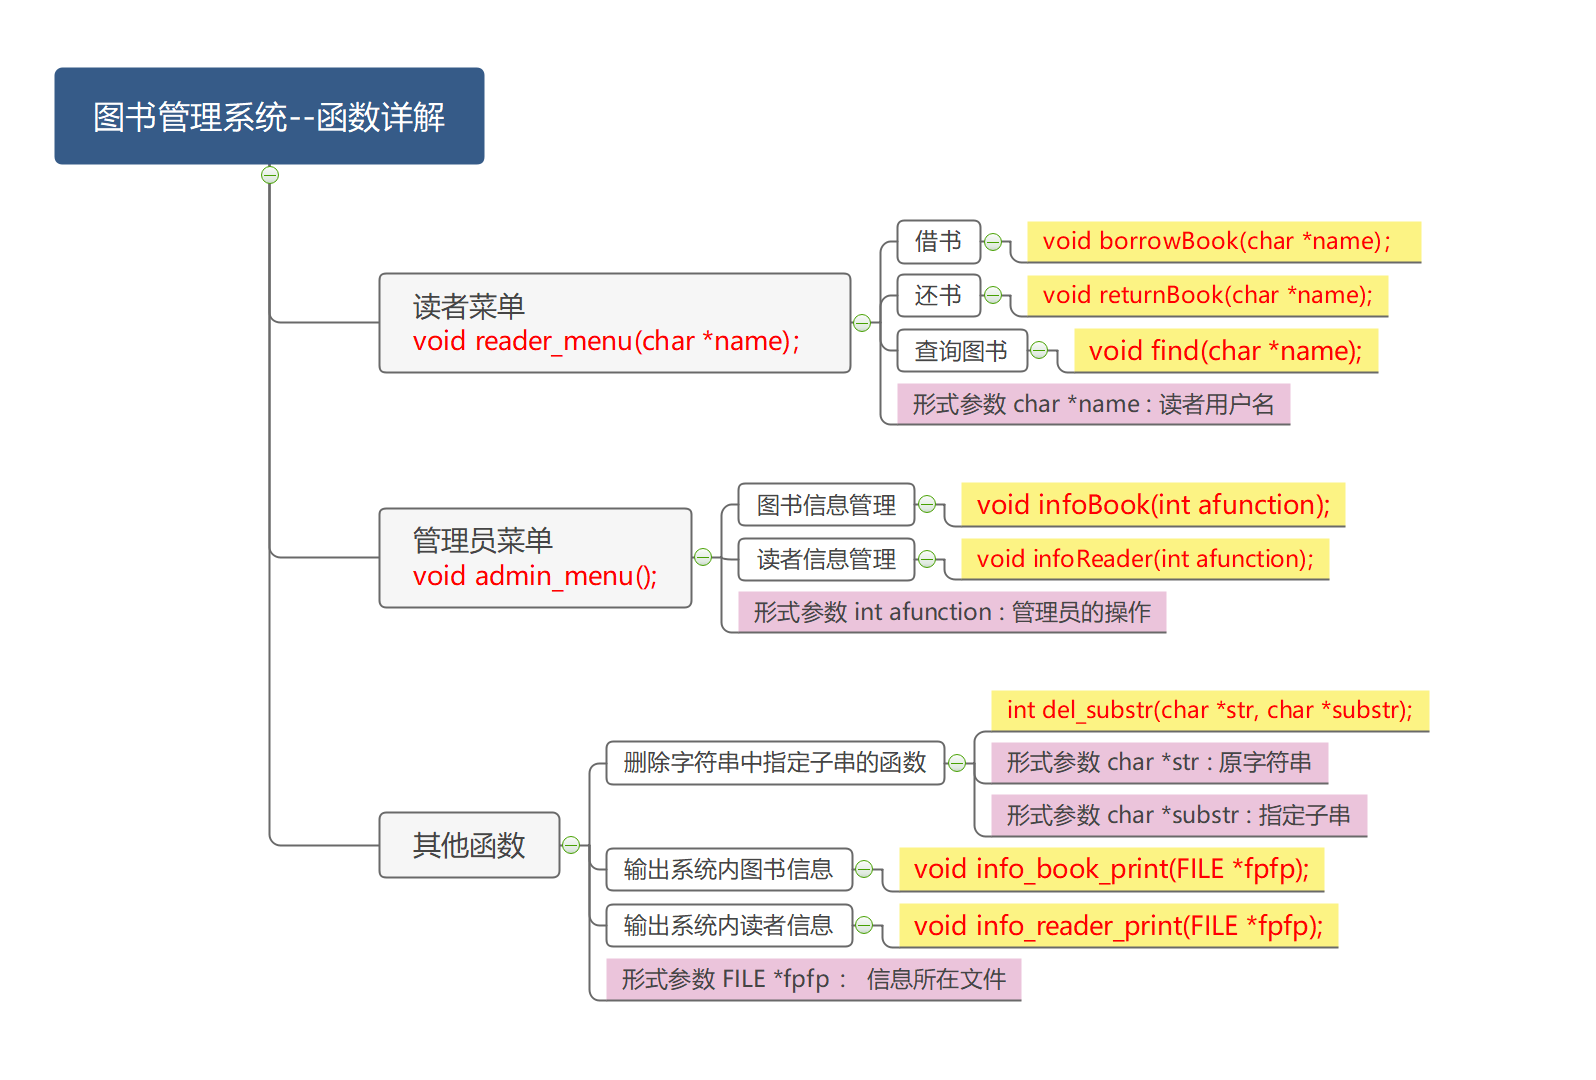 图书管理系统--函数详解
读者菜单
void reader_menu(char *name);
借书
void borrowBook(char *name);
还书
void returnBook(char *name);
查询图书
void find(char *name);
形式参数 char *name : 读者用户名
管理员菜单
void admin_menu();
图书信息管理
void infoBook(int afunction);
读者信息管理
void infoReader(int afunction);
形式参数 int afunction : 管理员的操作
其他函数
删除字符串中指定子串的函数
int del_substr(char *str, char *substr);
形式参数 char *str : 原字符串
形式参数 char *substr : 指定子串
输出系统内图书信息
void info_book_print(FILE *fpfp);
输出系统内读者信息
void info_reader_print(FILE *fpfp);
形式参数 FILE *fpfp : 信息所在文件